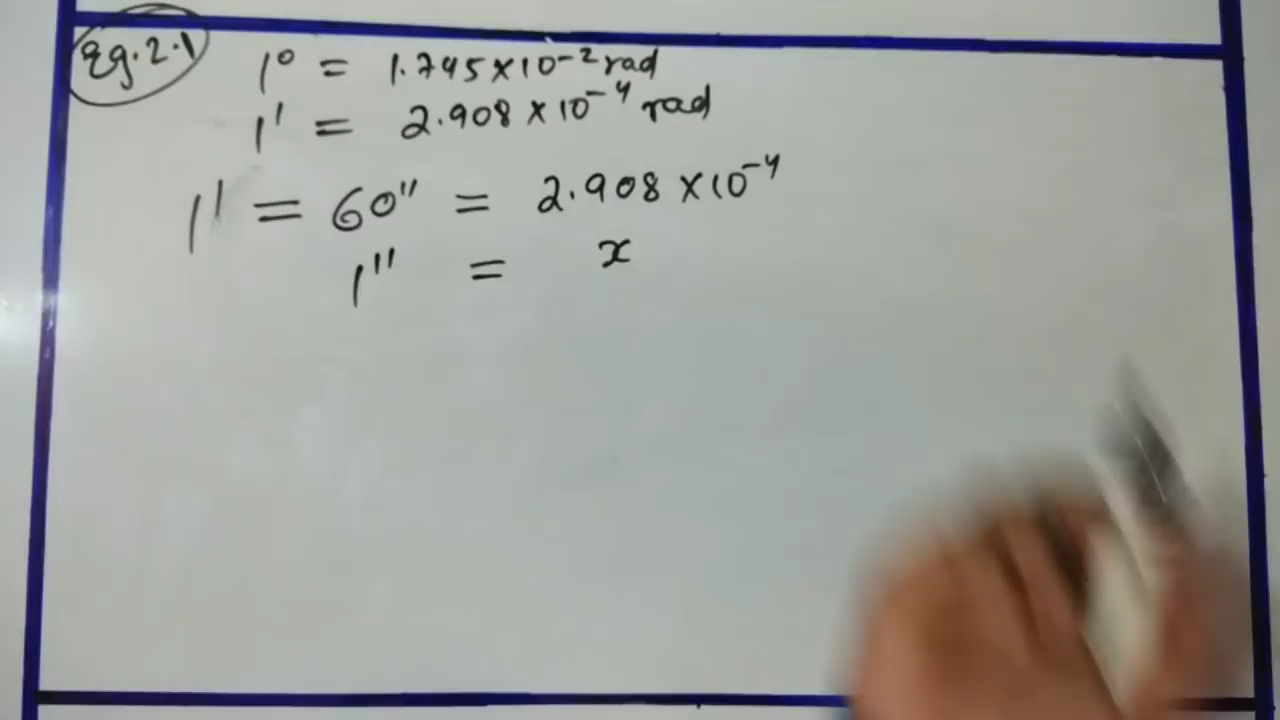 Eg.2.1
1° = 1.745×10⁻² rad
1' = 2.908 × 10⁻⁴ rad
1' = 60'' = 2.908 ×10⁻⁴
1'' = x